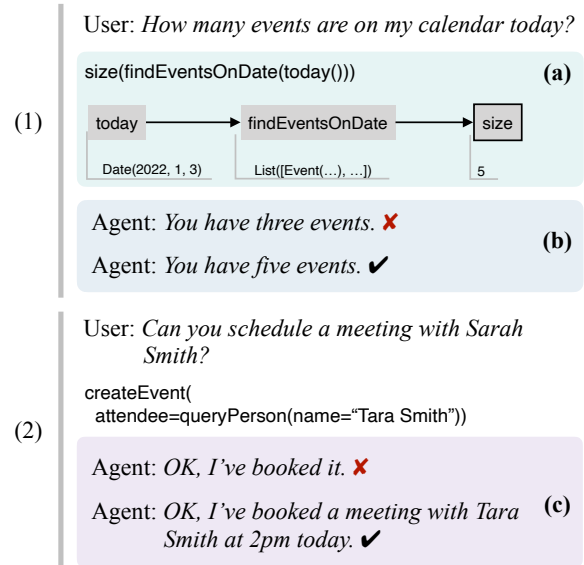 (1)
User: How many events are on my calendar today?
size(findEventsOnDate(today()))
(a)
today
findEventsOnDate
size
Date(2022, 1, 3)
List([Event(…), …])
5
Agent: You have three events. ✘
Agent: You have five events. ✔
(b)
(2)
User: Can you schedule a meeting with Sarah
Smith?
createEvent(
attendee=queryPerson(name=“Tara Smith”))
Agent: OK, I’ve booked it. ✘
Agent: OK, I’ve booked a meeting with Tara
Smith at 2pm today. ✔
(c)